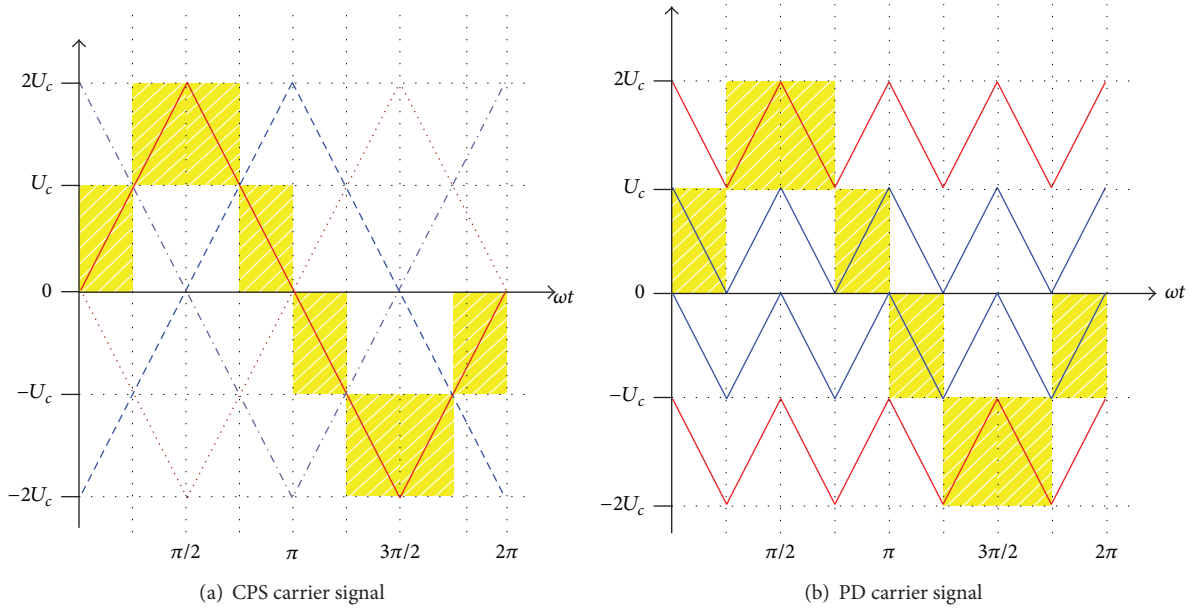 2U_c
U_c
0
−U_c
−2U_c
ωt
π/2
π
3π/2
2π
(a) CPS carrier signal
2U_c
U_c
0
−U_c
−2U_c
ωt
π/2
π
3π/2
2π
(b) PD carrier signal